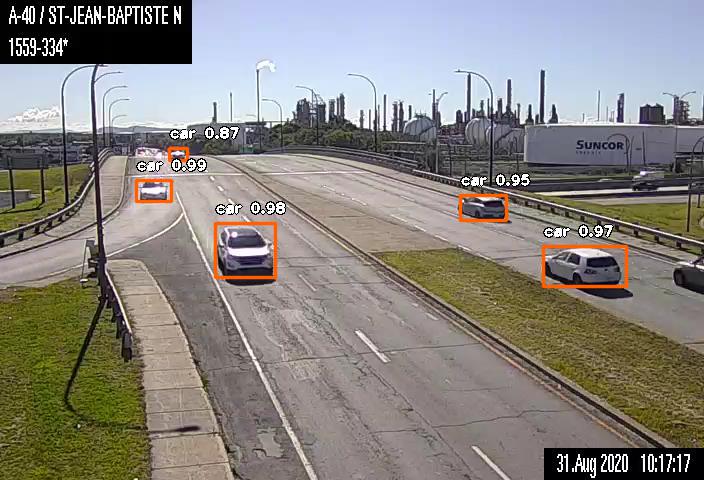 A-40 / ST-JEAN-BAPTISTE N
1559-334*
car 0.87
car 0.99
car 0.95
car 0.98
car 0.97
SUNCOR
31.Aug 2020 10:17:17